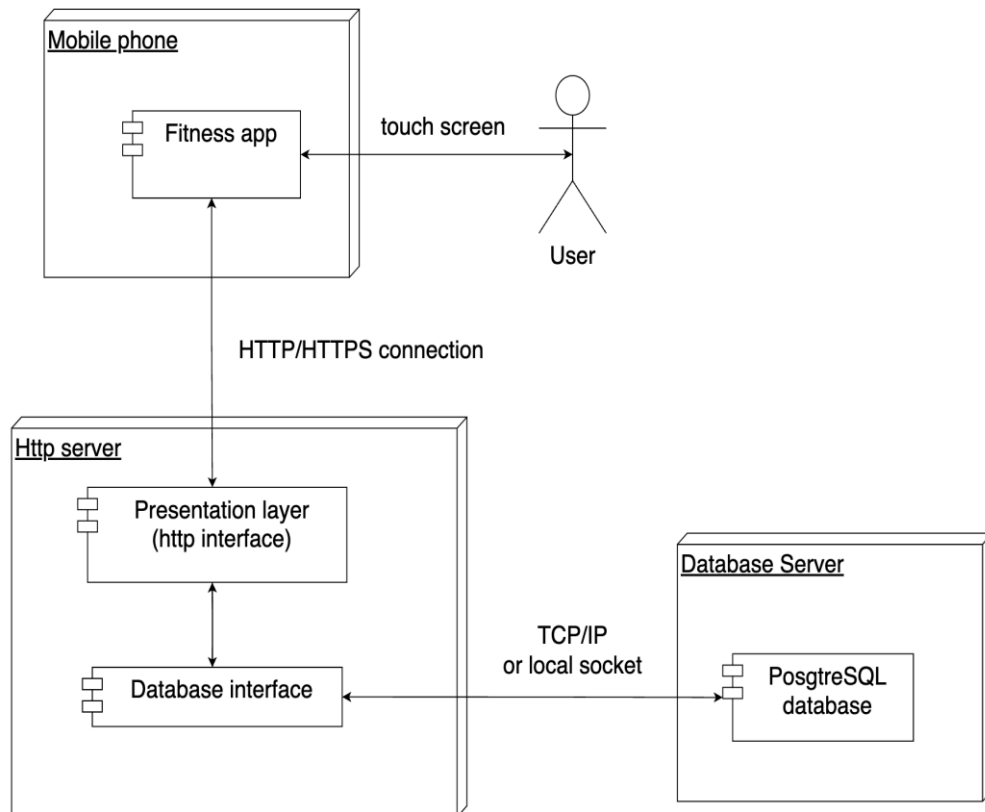 Mobile phone
Fitness app
touch screen
User
HTTP/HTTPS connection
Http server
Presentation layer
(http interface)
Database interface
TCP/IP
or local socket
Database Server
PosgtreSQL
database